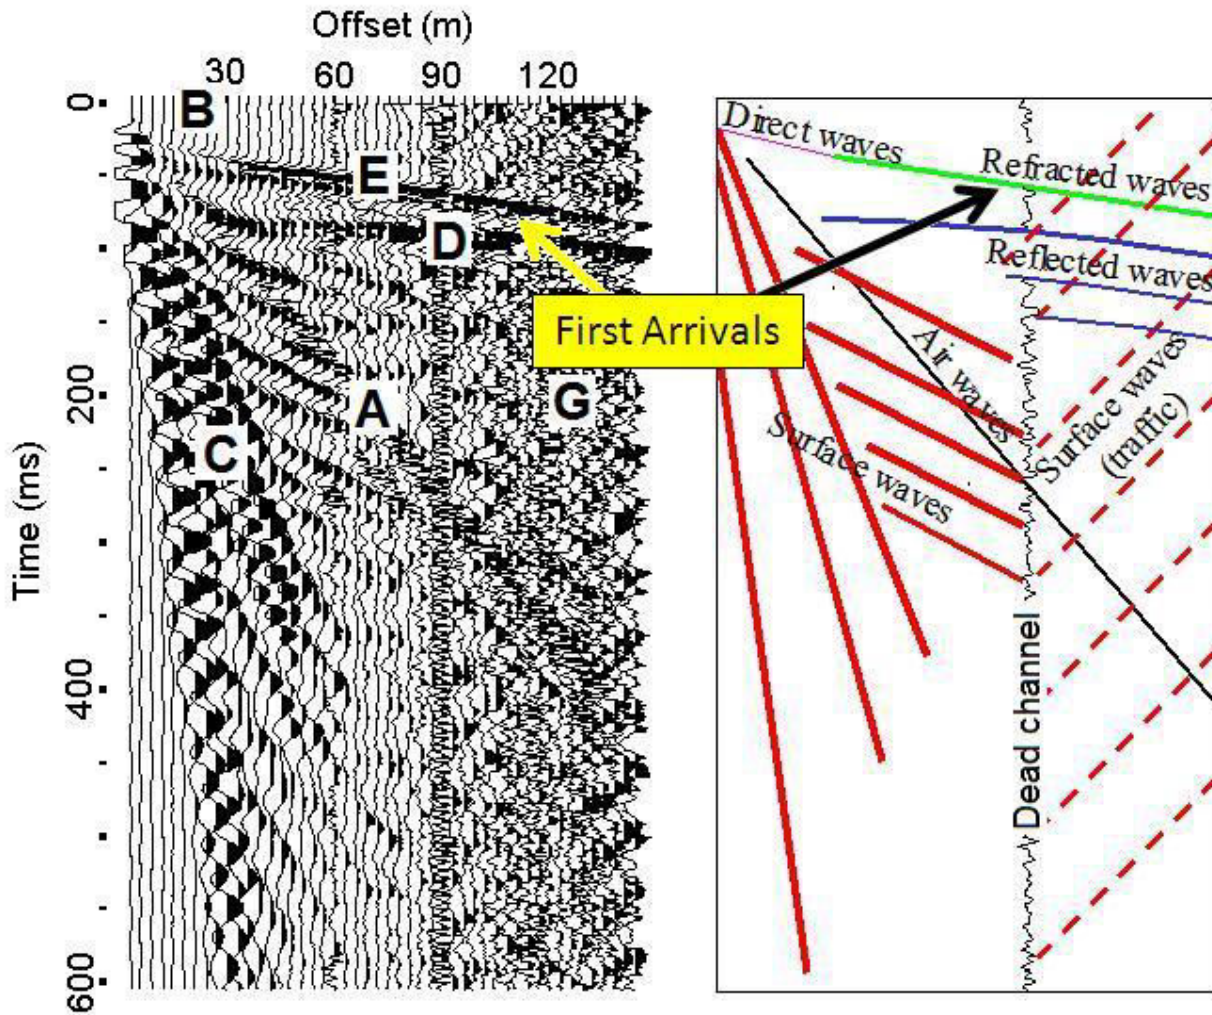 Offset (m)
30 60 90 120
0
200
400
600
Time (ms)
B
E
D
A
G
C
First Arrivals
Direct waves
Refracted waves
Reflected waves
Air waves
Surface waves
Surface waves
(traffic)
Dead channel